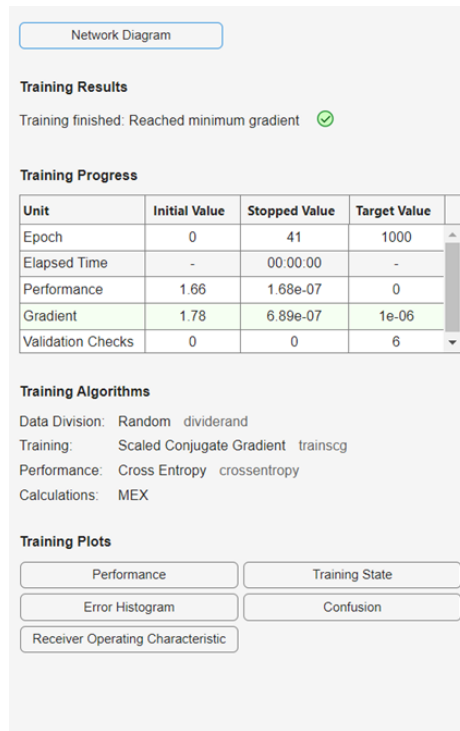 Network Diagram
Training Results
Training finished: Reached minimum gradient
Training Progress
Unit Initial Value Stopped Value Target Value
Epoch 0 41 1000
Elapsed Time - 00:00:00 -
Performance 1.66 1.68e-07 0
Gradient 1.78 6.89e-07 1e-06
Validation Checks 0 0 6
Training Algorithms
Data Division: Random dividerand
Training: Scaled Conjugate Gradient trainscg
Performance: Cross Entropy crossentropy
Calculations: MEX
Training Plots
Performance Training State
Error Histogram Confusion
Receiver Operating Characteristic